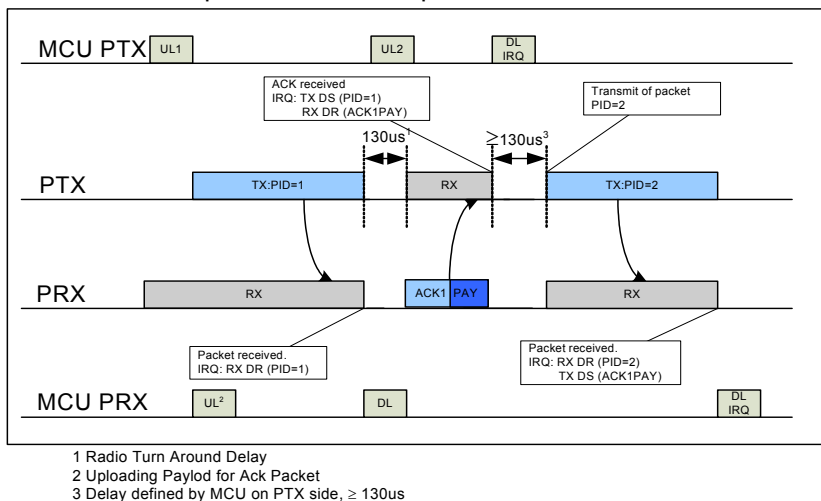 MCU PTX
UL1
UL2
DL
IRQ
ACK received
IRQ: TX DS (PID=1)
RX DR (ACK1PAY)
Transmit of packet
PID=2
130us1
≥130us3
PTX
TX:PID=1
RX
TX:PID=2
PRX
RX
ACK1 PAY
RX
Packet received.
IRQ: RX DR (PID=1)
Packet received.
IRQ: RX DR (PID=2)
TX DS (ACK1PAY)
MCU PRX
UL2
DL
DL
IRQ
1 Radio Turn Around Delay
2 Uploading Paylod for Ack Packet
3 Delay defined by MCU on PTX side, ≥ 130us